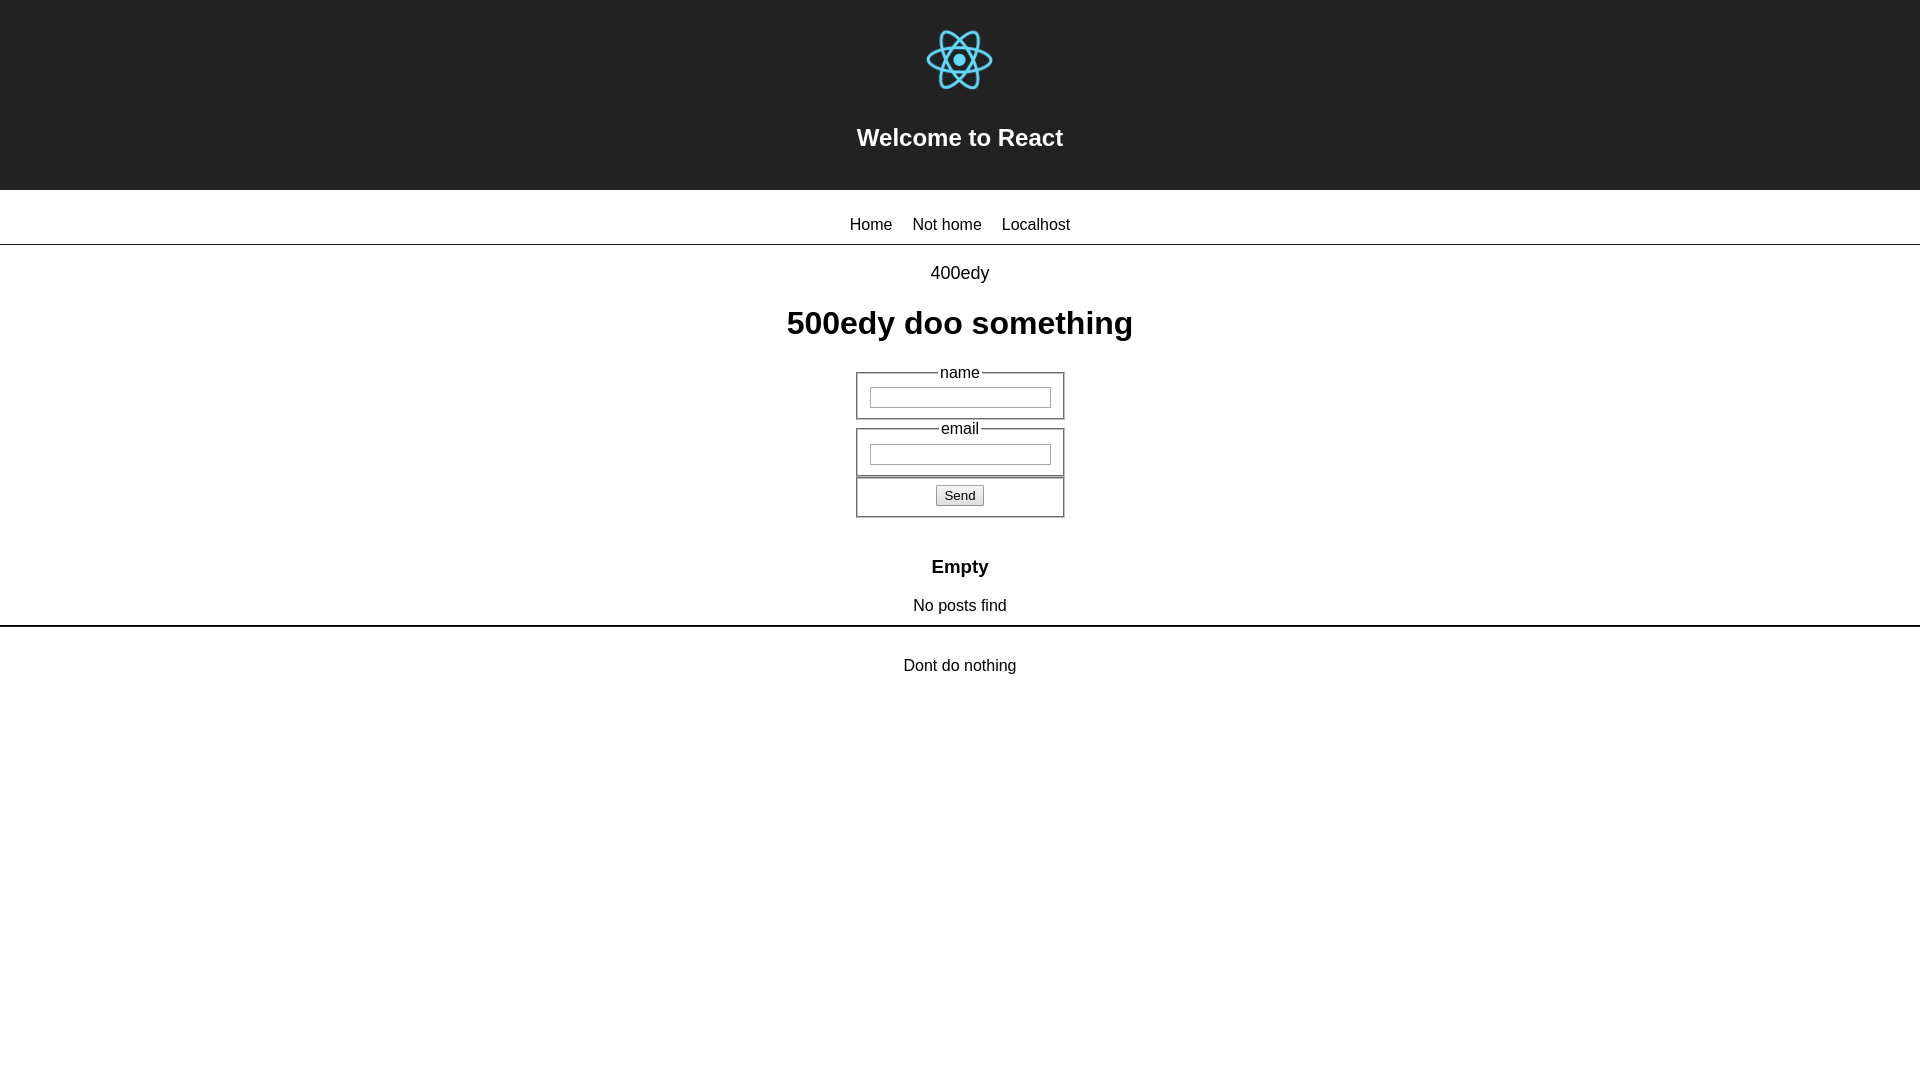 Welcome to React
Home Not home Localhost
400edy
500edy doo something
name
email
Send
Empty
No posts find
Dont do nothing